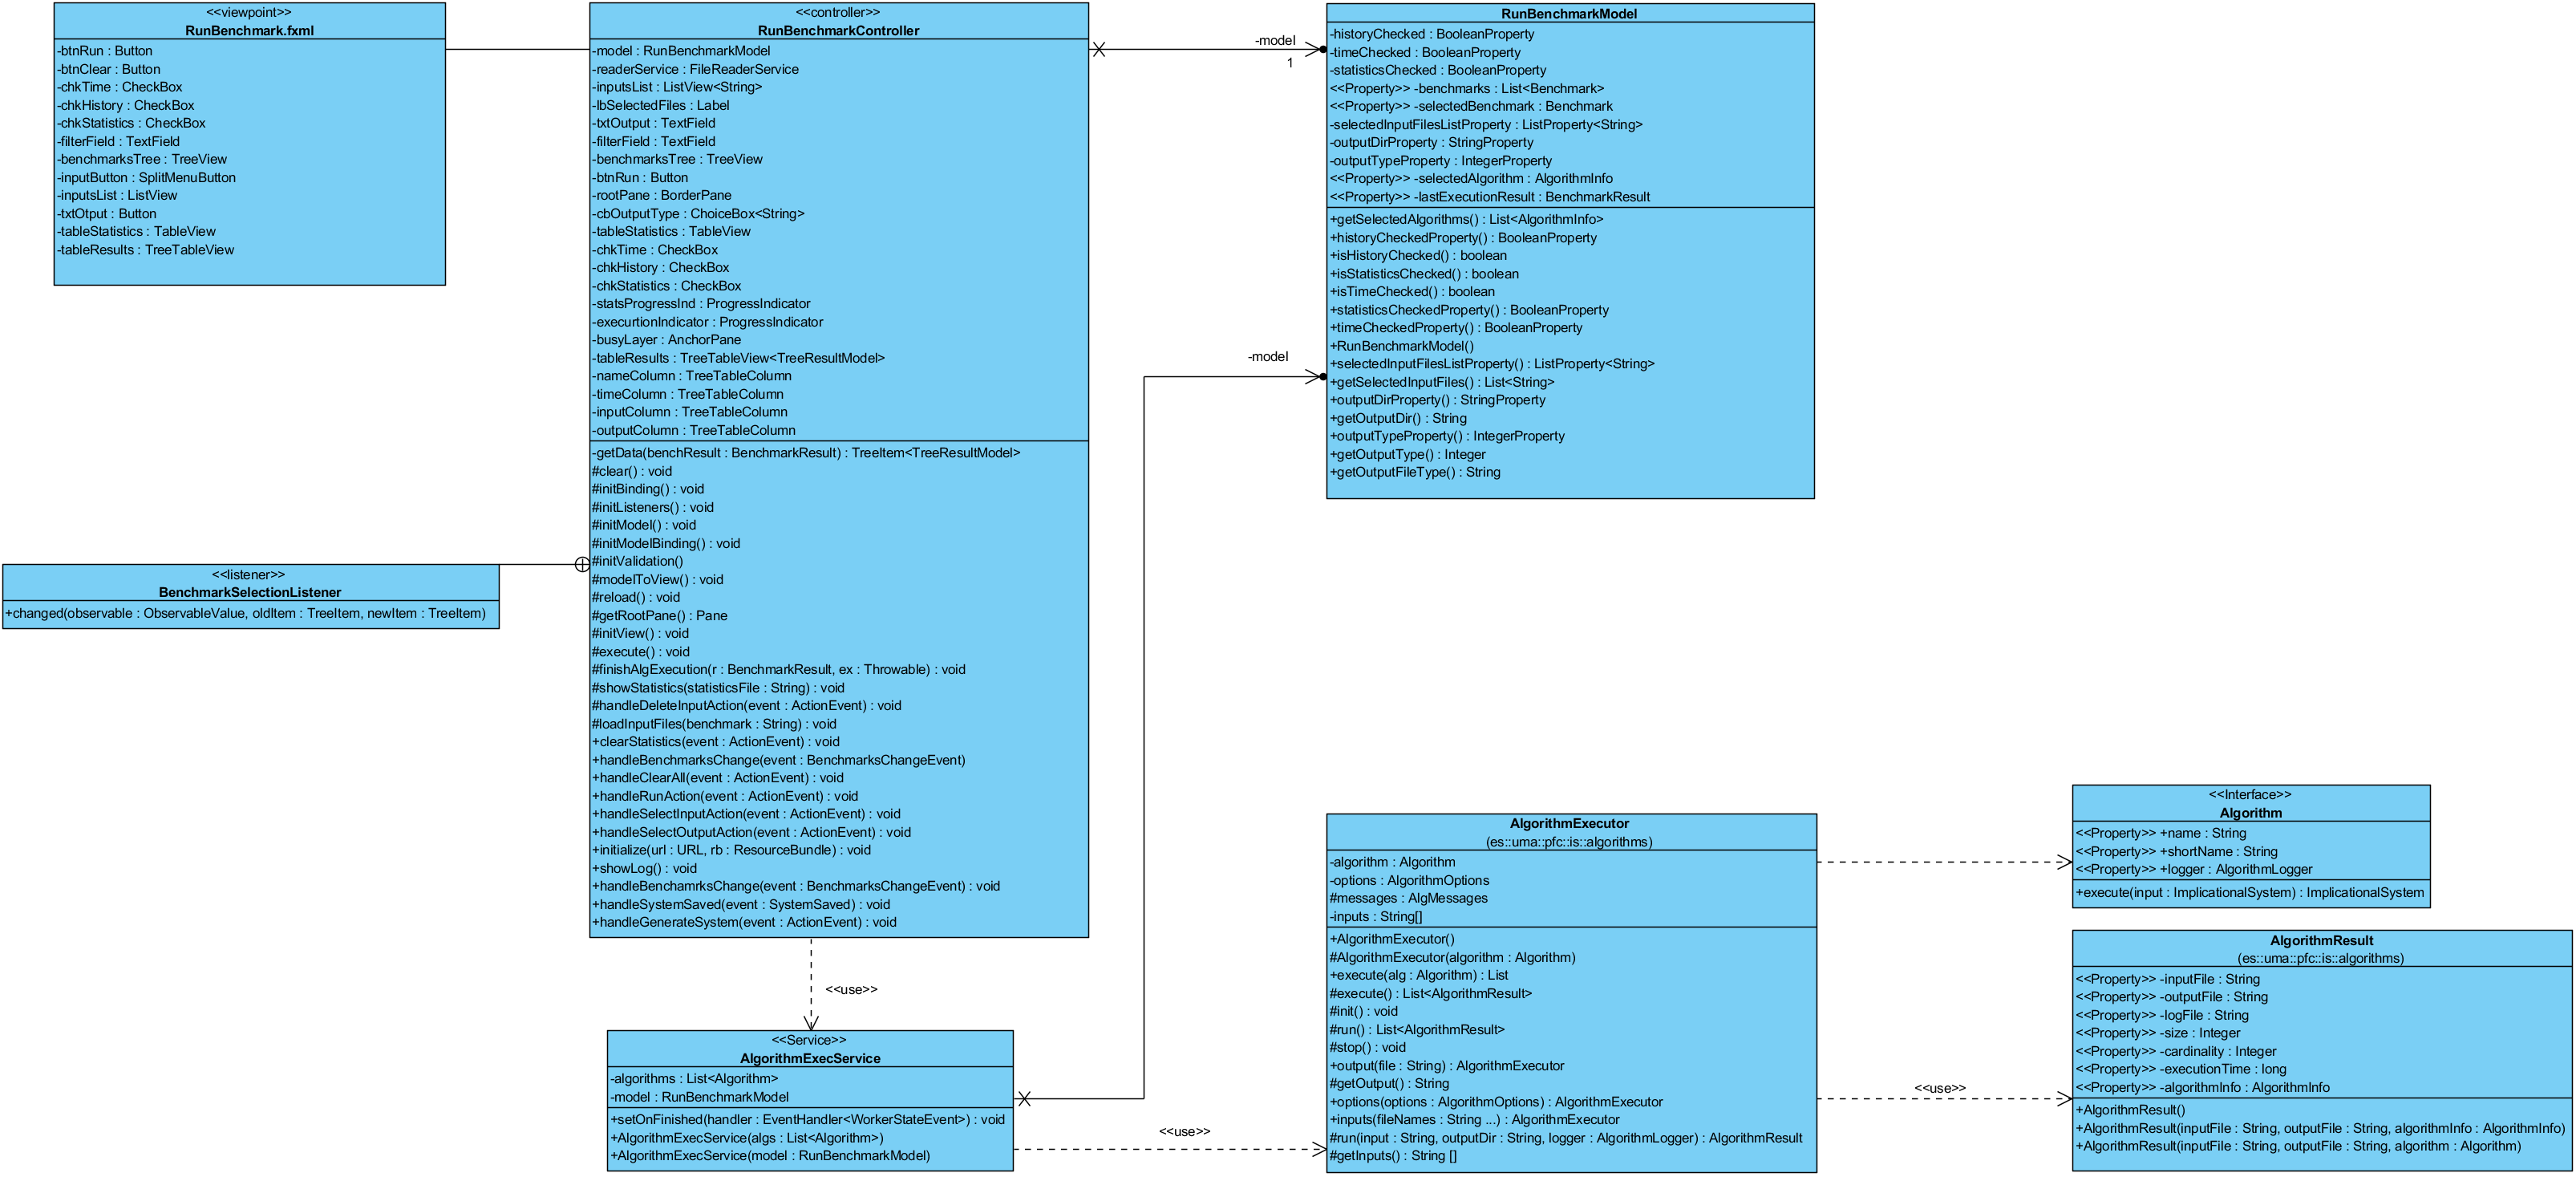 <<viewpoint>>
RunBenchmark.fxml
-btnRun : Button
-btnClear : Button
-chkTime : CheckBox
-chkHistory : CheckBox
-chkStatistics : CheckBox
-filterField : TextField
-benchmarksTree : TreeView
-inputButton : SplitMenuButton
-inputsList : ListView
-txtOtput : Button
-tableStatistics : TableView
-tableResults : TreeTableView
<<controller>>
RunBenchmarkController
-model : RunBenchmarkModel
-readerService : FileReaderService
-inputsList : ListView<String>
-lbSelectedFiles : Label
-txtOutput : TextField
-filterField : TextField
-benchmarksTree : TreeView
-btnRun : Button
-rootPane : BorderPane
-cbOutputType : ChoiceBox<String>
-tableStatistics : TableView
-chkTime : CheckBox
-chkHistory : CheckBox
-chkStatistics : CheckBox
-statsProgressInd : ProgressIndicator
-execurtionIndicator : ProgressIndicator
-busyLayer : AnchorPane
-tableResults : TreeTableView<TreeResultModel>
-nameColumn : TreeTableColumn
-timeColumn : TreeTableColumn
-inputColumn : TreeTableColumn
-outputColumn : TreeTableColumn
-getData(benchResult : BenchmarkResult) : TreeItem<TreeResultModel>
#clear() : void
#initBinding() : void
#initListeners() : void
#initModel() : void
#initModelBinding() : void
#initValidation()
#modelToView() : void
#reload() : void
#getRootPane() : Pane
#initView() : void
#execute() : void
#finishAlgExecution(r : BenchmarkResult, ex : Throwable) : void
#showStatistics(statisticsFile : String) : void
#handleDeleteInputAction(event : ActionEvent) : void
#loadInputFiles(benchmark : String) : void
+clearStatistics(event : ActionEvent) : void
+handleBenchmarksChange(event : BenchmarksChangeEvent)
+handleClearAll(event : ActionEvent) : void
+handleRunAction(event : ActionEvent) : void
+handleSelectInputAction(event : ActionEvent) : void
+handleSelectOutputAction(event : ActionEvent) : void
+initialize(url : URL, rb : ResourceBundle) : void
+showLog() : void
+handleBenchamrksChange(event : BenchmarksChangeEvent) : void
+handleSystemSaved(event : SystemSaved) : void
+handleGenerateSystem(event : ActionEvent) : void
-model
1
RunBenchmarkModel
-historyChecked : BooleanProperty
-timeChecked : BooleanProperty
-statisticsChecked : BooleanProperty
<<Property>> -benchmarks : List<Benchmark>
<<Property>> -selectedBenchmark : Benchmark
-selectedInputFilesListProperty : ListProperty<String>
-outputDirProperty : StringProperty
-outputTypeProperty : IntegerProperty
<<Property>> -selectedAlgorithm : AlgorithmInfo
<<Property>> -lastExecutionResult : BenchmarkResult
+getSelectedAlgorithms() : List<AlgorithmInfo>
+historyCheckedProperty() : BooleanProperty
+isHistoryChecked() : boolean
+isStatisticsChecked() : boolean
+isTimeChecked() : boolean
+statisticsCheckedProperty() : BooleanProperty
+timeCheckedProperty() : BooleanProperty
+RunBenchmarkModel()
+selectedInputFilesListProperty() : ListProperty<String>
+getSelectedInputFiles() : List<String>
+outputDirProperty() : StringProperty
+getOutputDir() : String
+outputTypeProperty() : IntegerProperty
+getOutputType() : Integer
+getOutputFileType() : String
-model
<<listener>>
BenchmarkSelectionListener
+changed(observable : ObservableValue, oldItem : TreeItem, newItem : TreeItem)
<<use>>
<<Service>>
AlgorithmExecService
-algorithms : List<Algorithm>
-model : RunBenchmarkModel
+setOnFinished(handler : EventHandler<WorkerStateEvent>) : void
+AlgorithmExecService(algs : List<Algorithm>)
+AlgorithmExecService(model : RunBenchmarkModel)
<<use>>
AlgorithmExecutor
(es::uma::pfc::is::algorithms)
-algorithm : Algorithm
-options : AlgorithmOptions
#messages : AlgMessages
-inputs : String[]
+AlgorithmExecutor()
#AlgorithmExecutor(algorithm : Algorithm)
+execute(alg : Algorithm) : List
#execute() : List<AlgorithmResult>
#init() : void
#run() : List<AlgorithmResult>
#stop() : void
+output(file : String) : AlgorithmExecutor
#getOutput() : String
+options(options : AlgorithmOptions) : AlgorithmExecutor
+inputs(fileNames : String ...) : AlgorithmExecutor
#run(input : String, outputDir : String, logger : AlgorithmLogger) : AlgorithmResult
#getInputs() : String []
<<use>>
<<Interface>>
Algorithm
<<Property>> +name : String
<<Property>> +shortName : String
<<Property>> +logger : AlgorithmLogger
+execute(input : ImplicationalSystem) : ImplicationalSystem
AlgorithmResult
(es::uma::pfc::is::algorithms)
<<Property>> -inputFile : String
<<Property>> -outputFile : String
<<Property>> -logFile : String
<<Property>> -size : Integer
<<Property>> -cardinality : Integer
<<Property>> -executionTime : long
<<Property>> -algorithmInfo : AlgorithmInfo
+AlgorithmResult()
+AlgorithmResult(inputFile : String, outputFile : String, algorithmInfo : AlgorithmInfo)
+AlgorithmResult(inputFile : String, outputFile : String, algorithm : Algorithm)